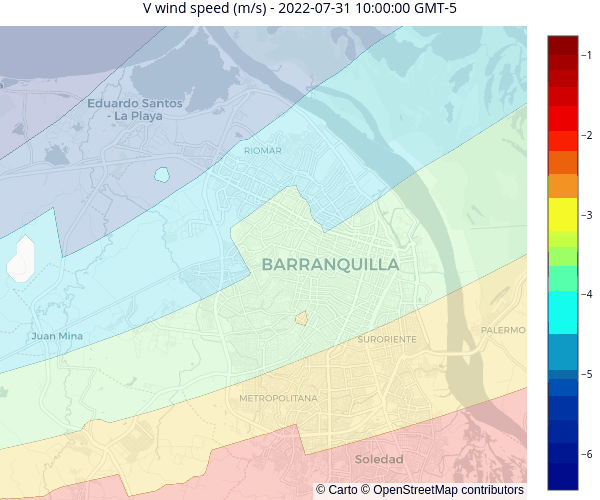 V wind speed (m/s) - 2022-07-31 10:00:00 GMT-5
Eduardo Santos
- La Playa
RIOMAR
BARRANQUILLA
Juan Mina
SURORIENTE
PALERMO
METROPOLITANA
Soledad
© Carto © OpenStreetMap contributors
−1
−2
−3
−4
−5
−6